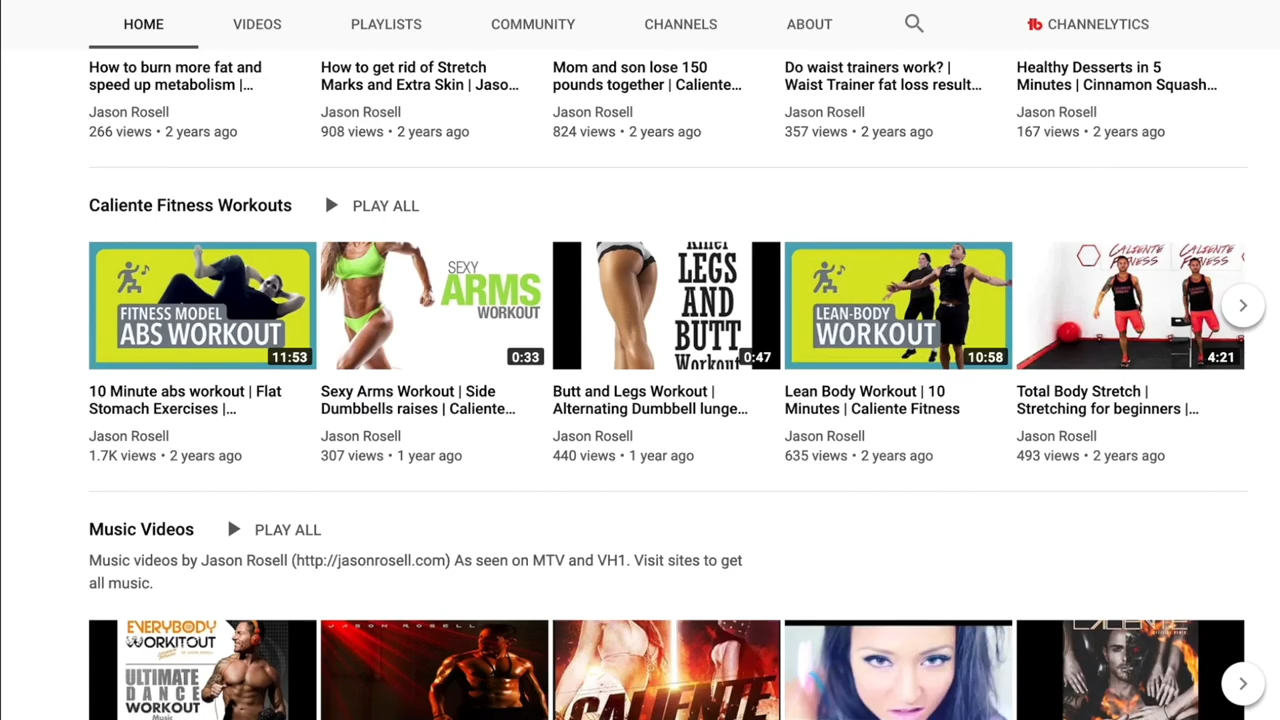 HOME VIDEOS PLAYLISTS COMMUNITY CHANNELS ABOUT CHANNELYTICS
How to burn more fat and
speed up metabolism |...
Jason Rosell
266 views • 2 years ago
How to get rid of Stretch
Marks and Extra Skin | Jaso...
Jason Rosell
908 views • 2 years ago
Mom and son lose 150
pounds together | Caliente...
Jason Rosell
824 views • 2 years ago
Do waist trainers work? |
Waist Trainer fat loss result...
Jason Rosell
357 views • 2 years ago
Healthy Desserts in 5
Minutes | Cinnamon Squash...
Jason Rosell
167 views • 2 years ago
Caliente Fitness Workouts PLAY ALL
FITNESS MODEL
ABS WORKOUT
11:53
10 Minute abs workout | Flat
Stomach Exercises |...
Jason Rosell
1.7K views • 2 years ago
SEXY
ARMS
WORKOUT
0:33
Sexy Arms Workout | Side
Dumbbells raises | Caliente...
Jason Rosell
307 views • 1 year ago
Killer
LEGS
AND
BUTT
Workout
0:47
Butt and Legs Workout |
Alternating Dumbbell lunge...
Jason Rosell
440 views • 1 year ago
LEAN-BODY
WORKOUT
10:58
Lean Body Workout | 10
Minutes | Caliente Fitness
Jason Rosell
635 views • 2 years ago
CALIENTE FITNESS
CALIENTE FITNESS
4:21
Total Body Stretch |
Stretching for beginners |...
Jason Rosell
493 views • 2 years ago
Music Videos PLAY ALL
Music videos by Jason Rosell (http://jasonrosell.com) As seen on MTV and VH1. Visit sites to get
all music.
EVERYBODY
WORKITOUT
ULTIMATE
DANCE
WORKOUT
Music
JASON ROSELL
CALIENTE
CALIENTE